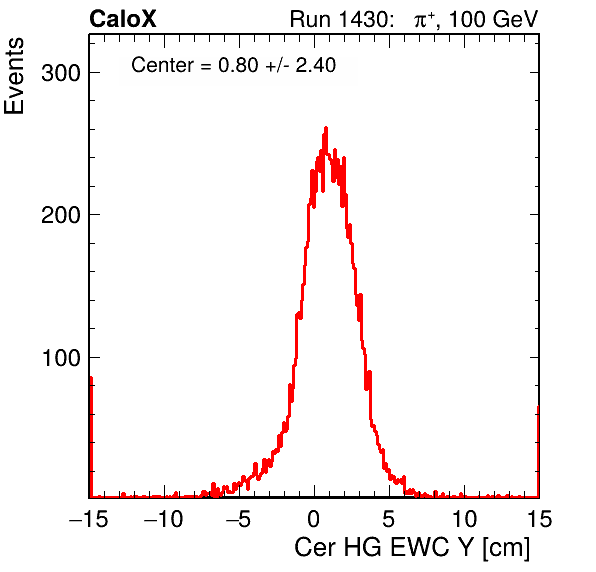 CaloX Run 1430: π+, 100 GeV
Events
Center = 0.80 +/- 2.40
300
200
100
−15 −10 −5 0 5 10 15
Cer HG EWC Y [cm]